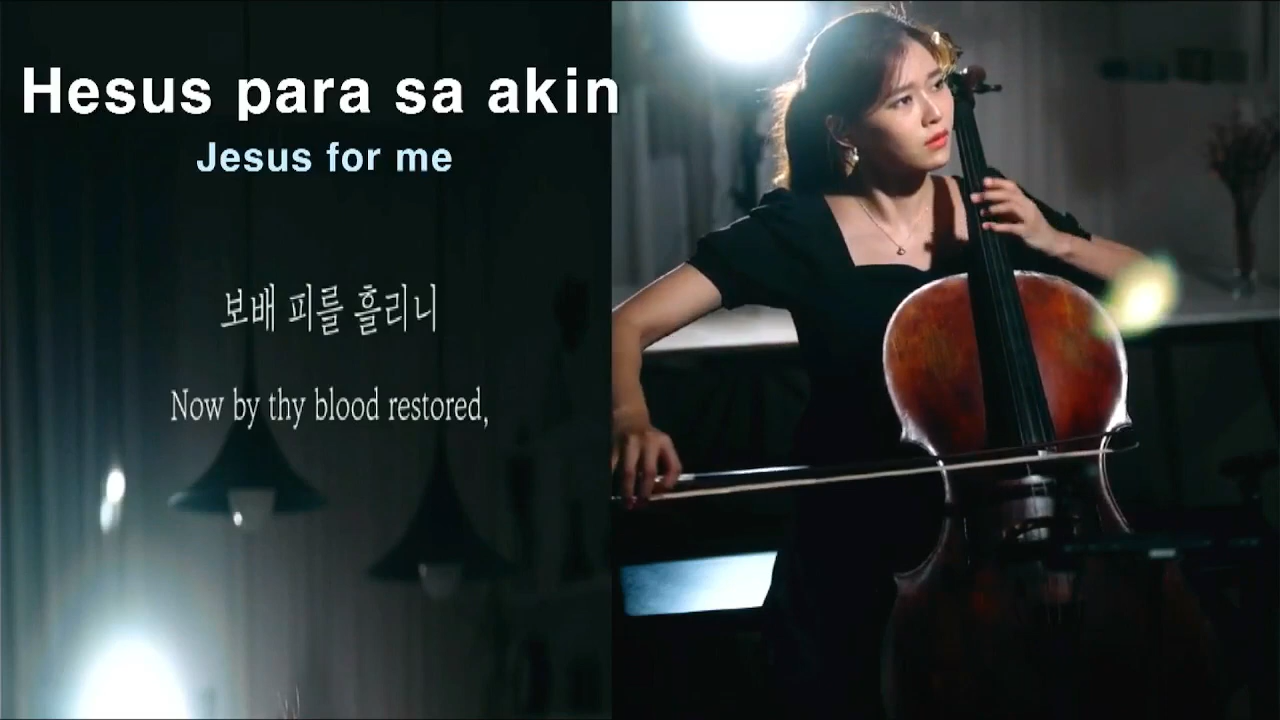 Hesus para sa akin
Jesus for me
보배 피를 흘리니
Now by thy blood restored,